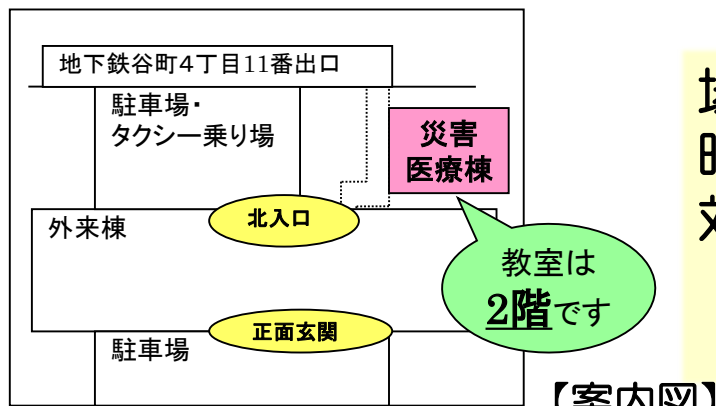 地下鉄谷町4丁目11番出口
駐車場・
タクシー乗り場
災害
医療棟
外来棟
北入口
教室は
2階です
正面玄関
駐車場
【案内図】